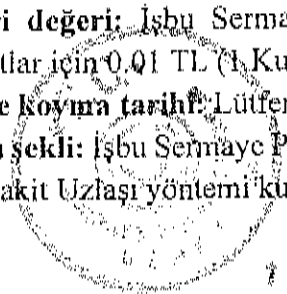 ri değeri: İşbu Serma
tlar için 0,01 TL (1 Ku
e koyma tarihi: Lütfen
şekli: İşbu Sermaye P
akit Uzlaşı yöntemi ku